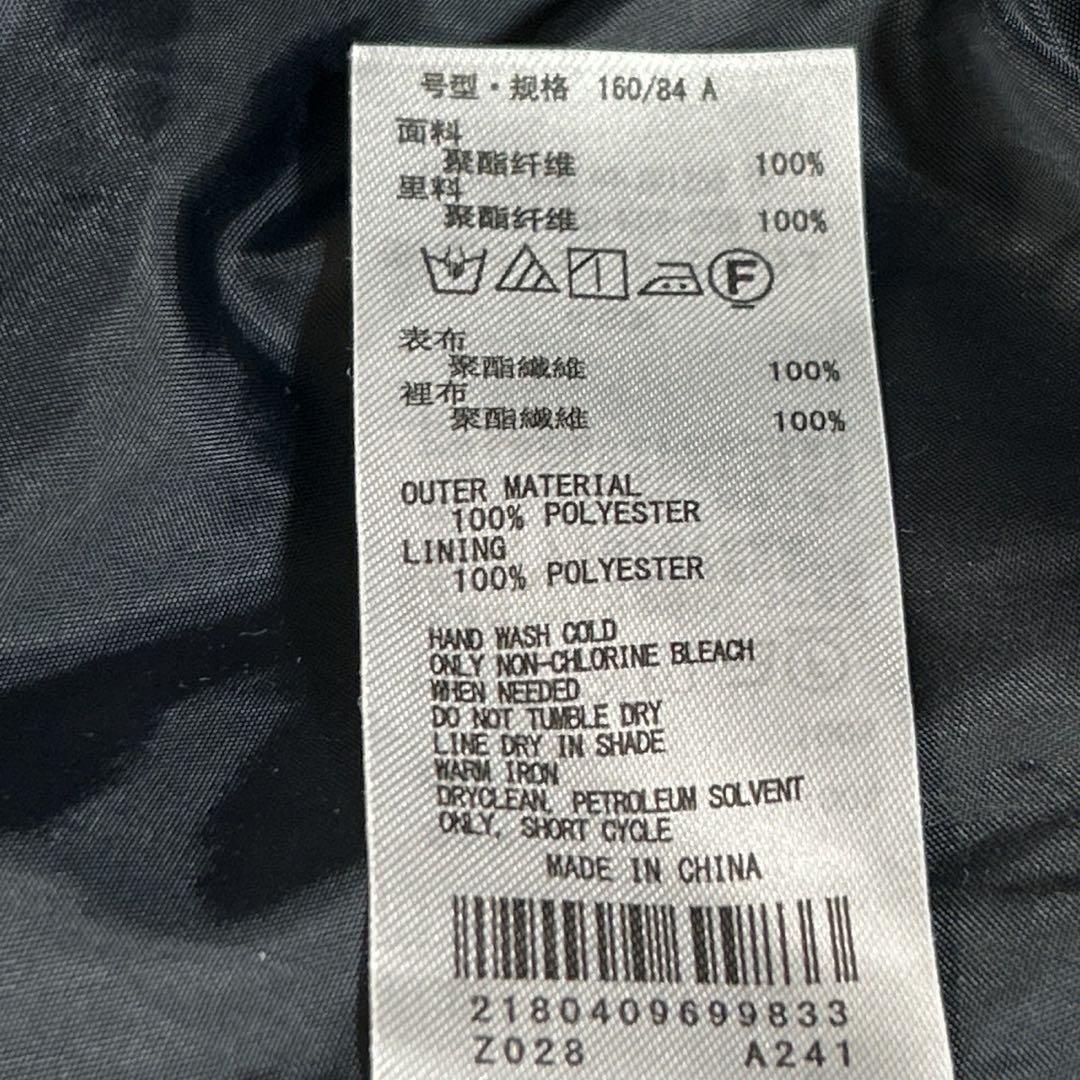 号型・规格 160/84 A
面料
聚酯纤维 100%
里料
聚酯纤维 100%
F
表布
聚酯纖維 100%
裡布
聚酯纖維 100%
OUTER MATERIAL
100% POLYESTER
LINING
100% POLYESTER
HAND WASH COLD
ONLY NON-CHLORINE BLEACH
WHEN NEEDED
DO NOT TUMBLE DRY
LINE DRY IN SHADE
WARM IRON
DRYCLEAN, PETROLEUM SOLVENT
ONLY, SHORT CYCLE
MADE IN CHINA
2180409699833
Z028 A241